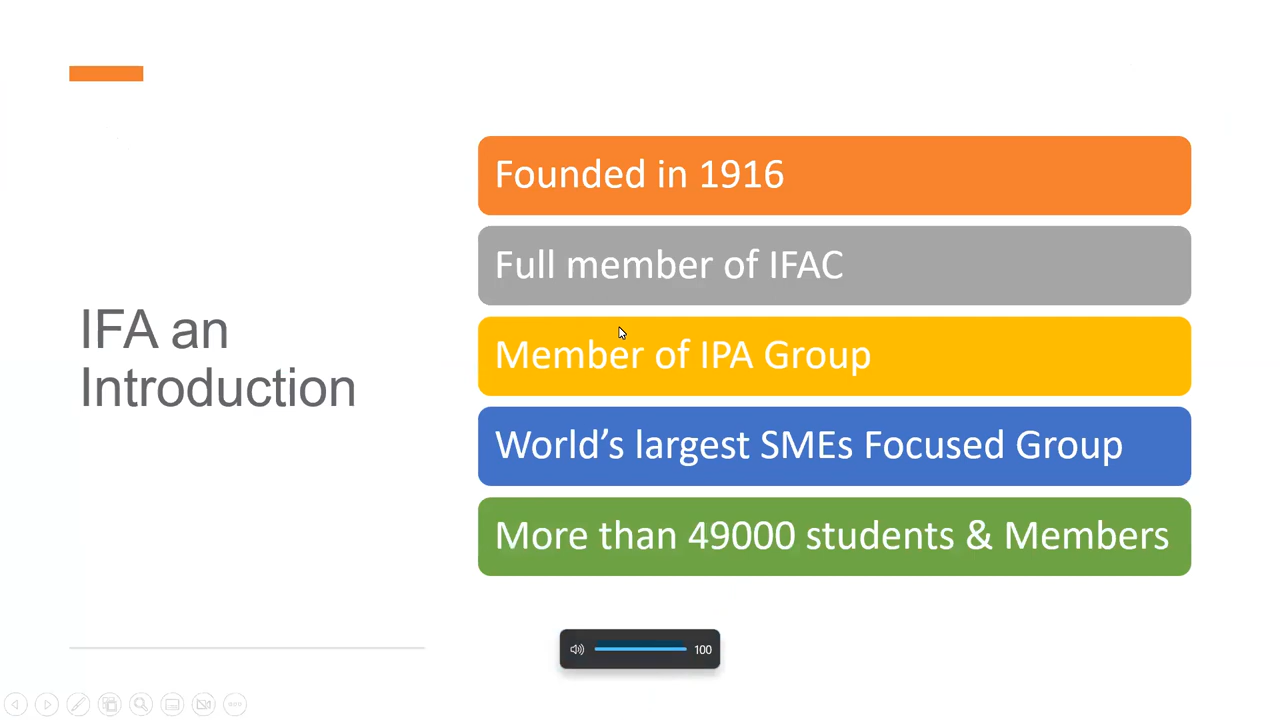 IFA an
Introduction
Founded in 1916
Full member of IFAC
Member of IPA Group
World’s largest SMEs Focused Group
More than 49000 students & Members
100